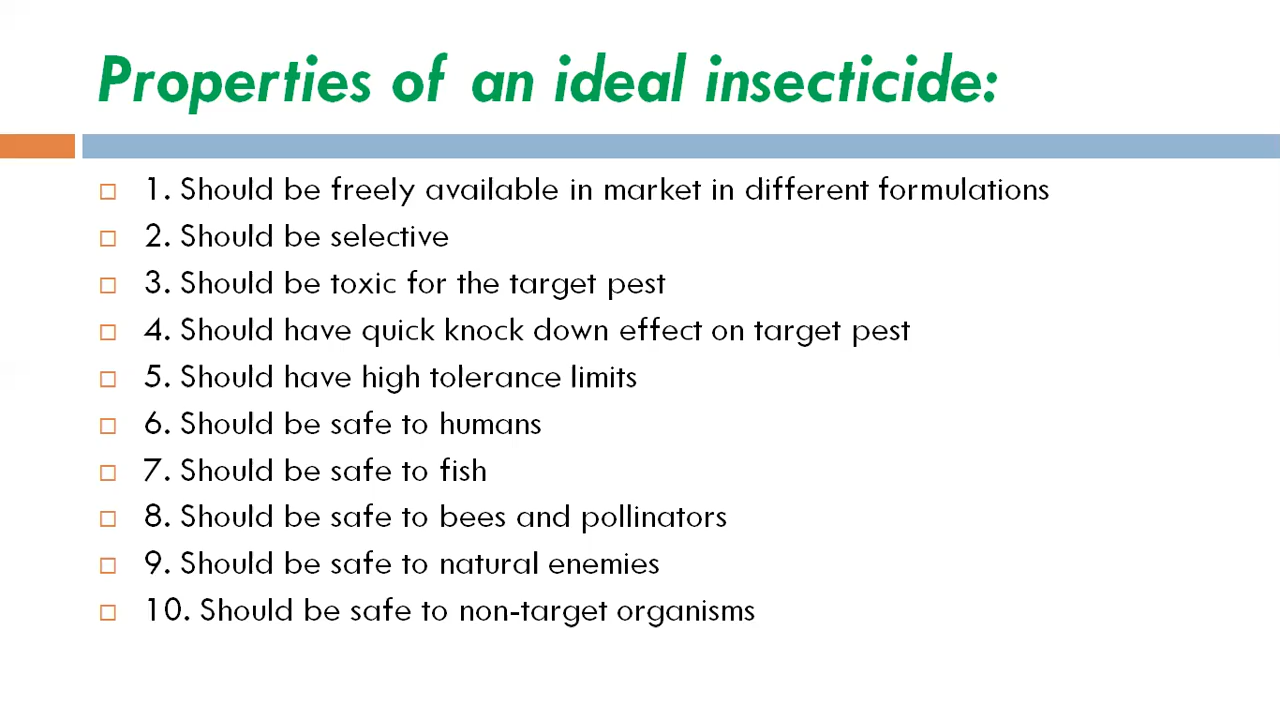 Properties of an ideal insecticide:
1. Should be freely available in market in different formulations
2. Should be selective
3. Should be toxic for the target pest
4. Should have quick knock down effect on target pest
5. Should have high tolerance limits
6. Should be safe to humans
7. Should be safe to fish
8. Should be safe to bees and pollinators
9. Should be safe to natural enemies
10. Should be safe to non-target organisms